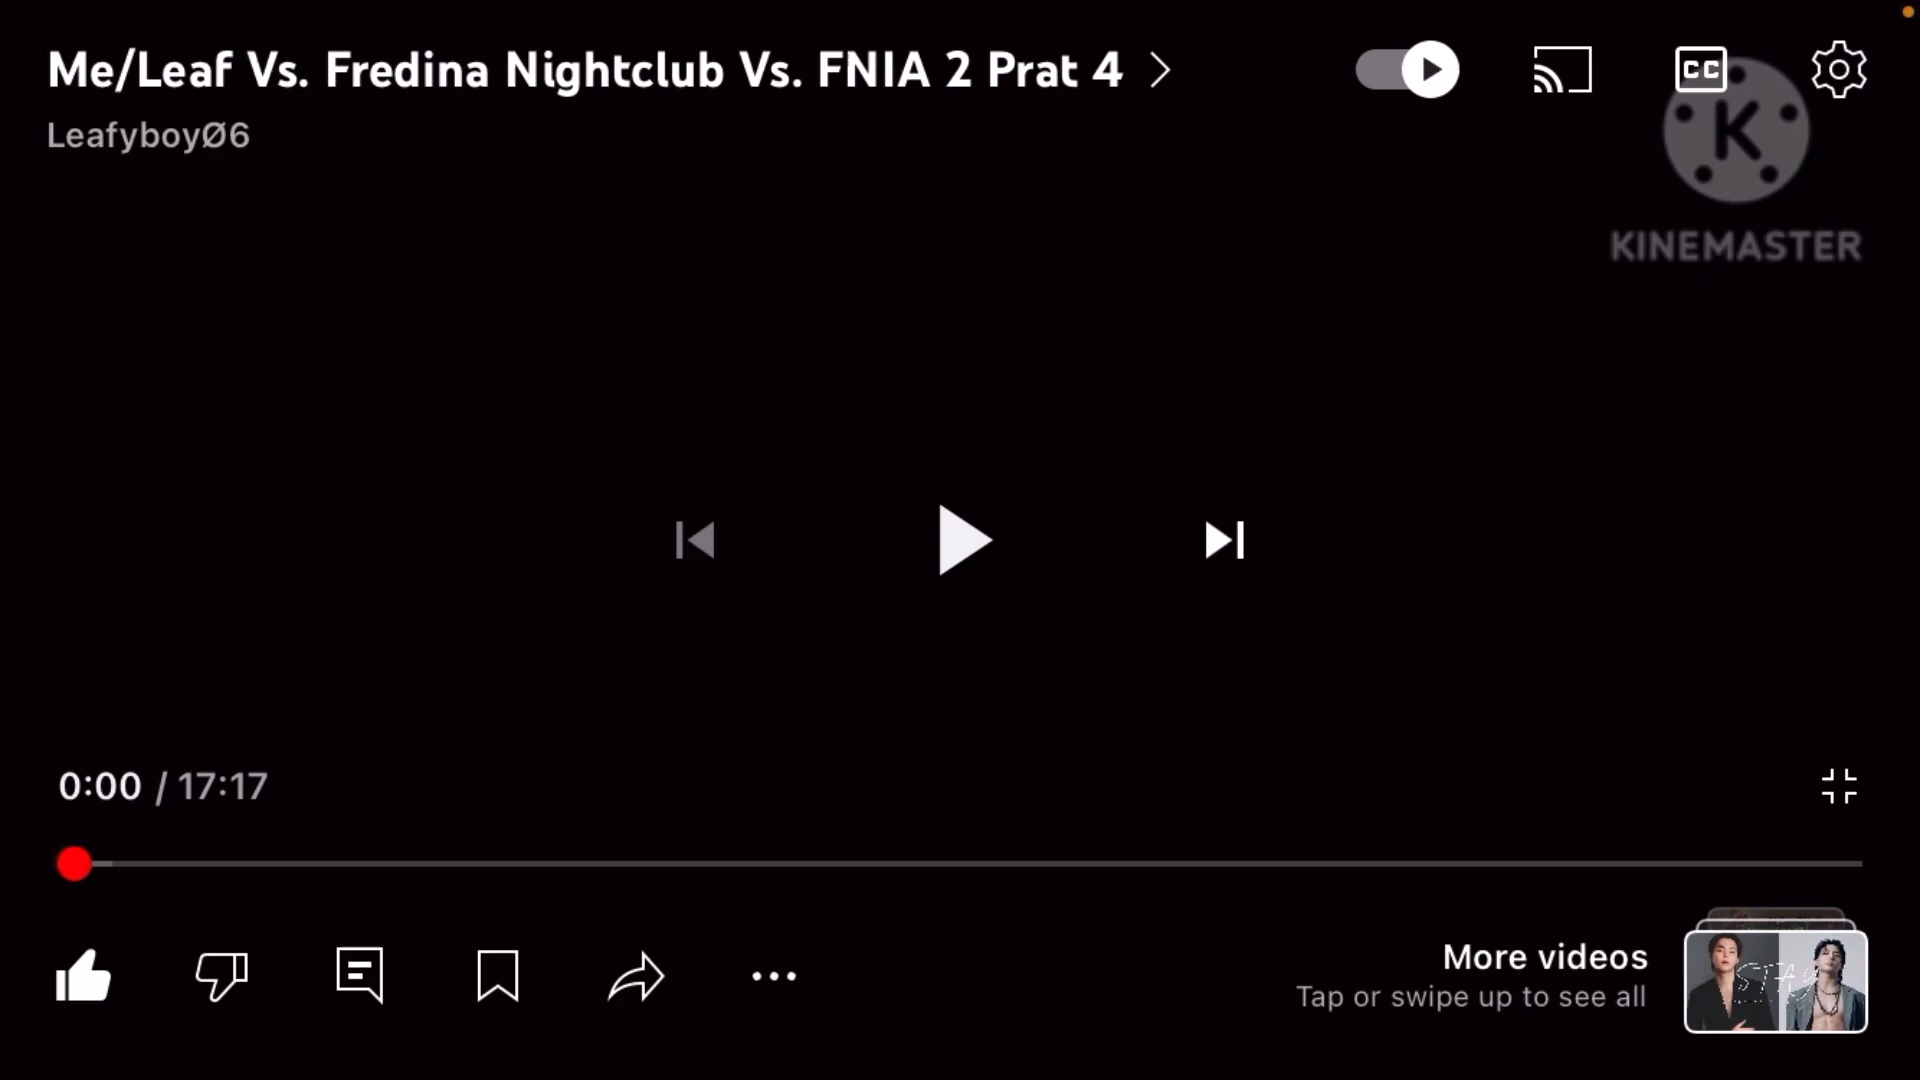 Me/Leaf Vs. Fredina Nightclub Vs. FNIA 2 Prat 4
LeafyboyØ6
CC
K
KINEMASTER
0:00 / 17:17
More videos
Tap or swipe up to see all
STAY